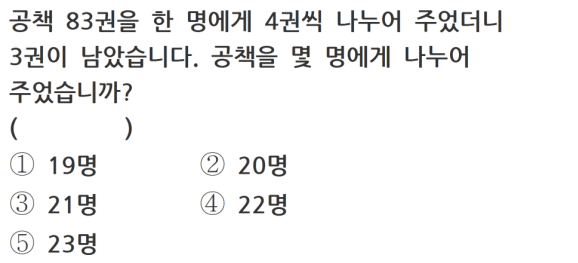 공책 83권을 한 명에게 4권씩 나누어 주었더니
3권이 남았습니다. 공책을 몇 명에게 나누어
주었습니까?
( )
① 19명 ② 20명
③ 21명 ④ 22명
⑤ 23명